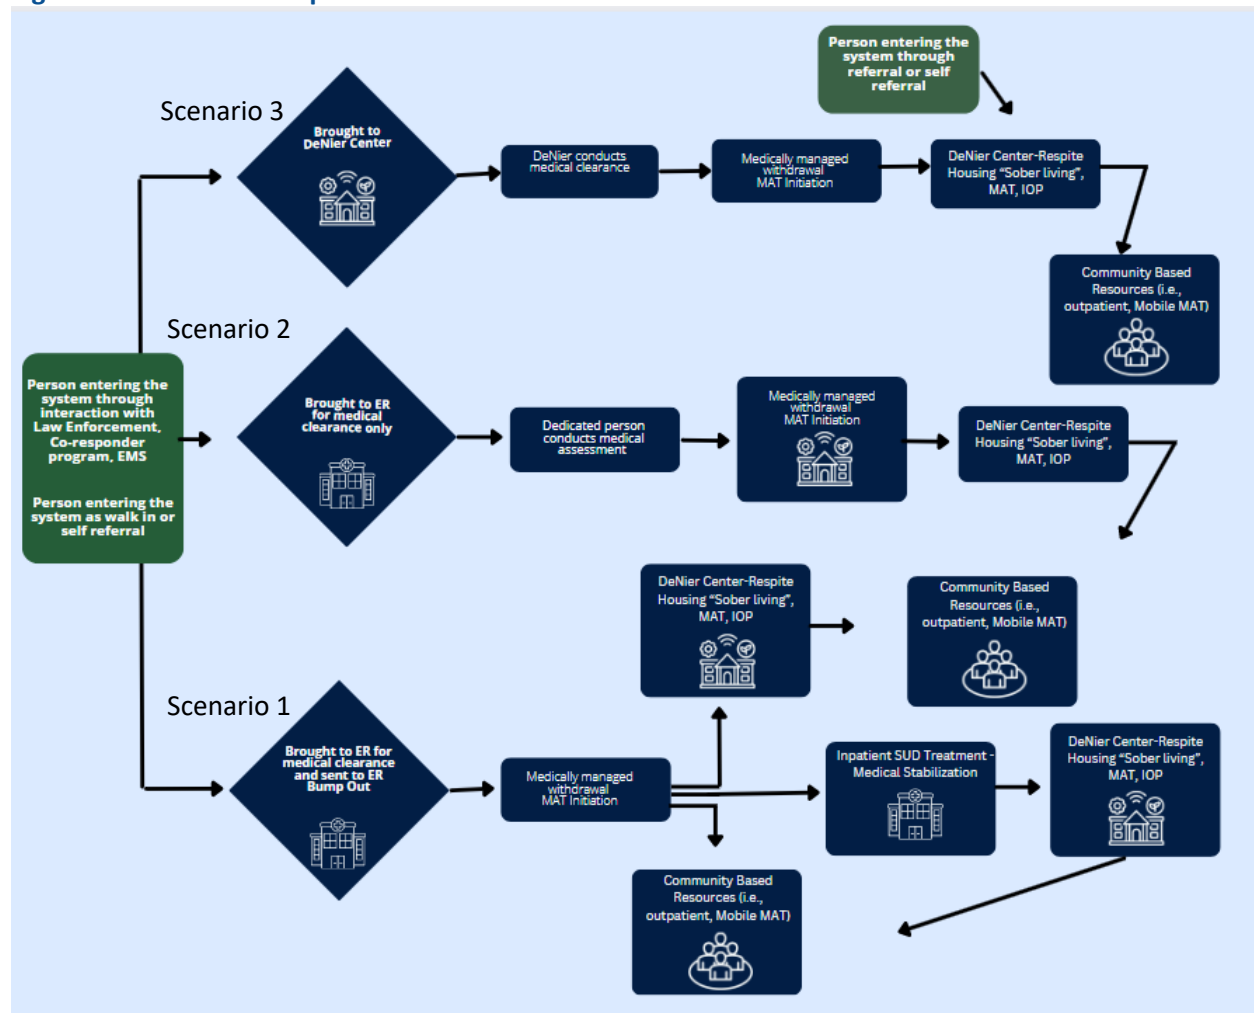 Person entering the
system through
referral or self
referral
Scenario 3
Brought to
DeNier Center
DeNier conducts
medical clearance
Medically managed
withdrawal
MAT Initiation
DeNier Center-Respite
Housing “Sober living”,
MAT, IOP
Community Based
Resources (i.e.,
outpatient, Mobile MAT)
Scenario 2
Person entering the
system through
interaction with
Law Enforcement,
Co-responder
program, EMS
Person entering the
system as walk in or
self referral
Brought to ER
for medical
clearance only
Dedicated person
conducts medical
assessment
Medically managed
withdrawal
MAT Initiation
DeNier Center-Respite
Housing “Sober living”,
MAT, IOP
DeNier Center-Respite
Housing “Sober living”,
MAT, IOP
Community Based
Resources (i.e.,
outpatient, Mobile MAT)
Scenario 1
Brought to ER for
medical clearance
and sent to ER
Bump Out
Medically managed
withdrawal
MAT Initiation
Inpatient SUD Treatment -
Medical Stabilization
DeNier Center-Respite
Housing “Sober living”,
MAT, IOP
Community Based
Resources (i.e.,
outpatient, Mobile MAT)